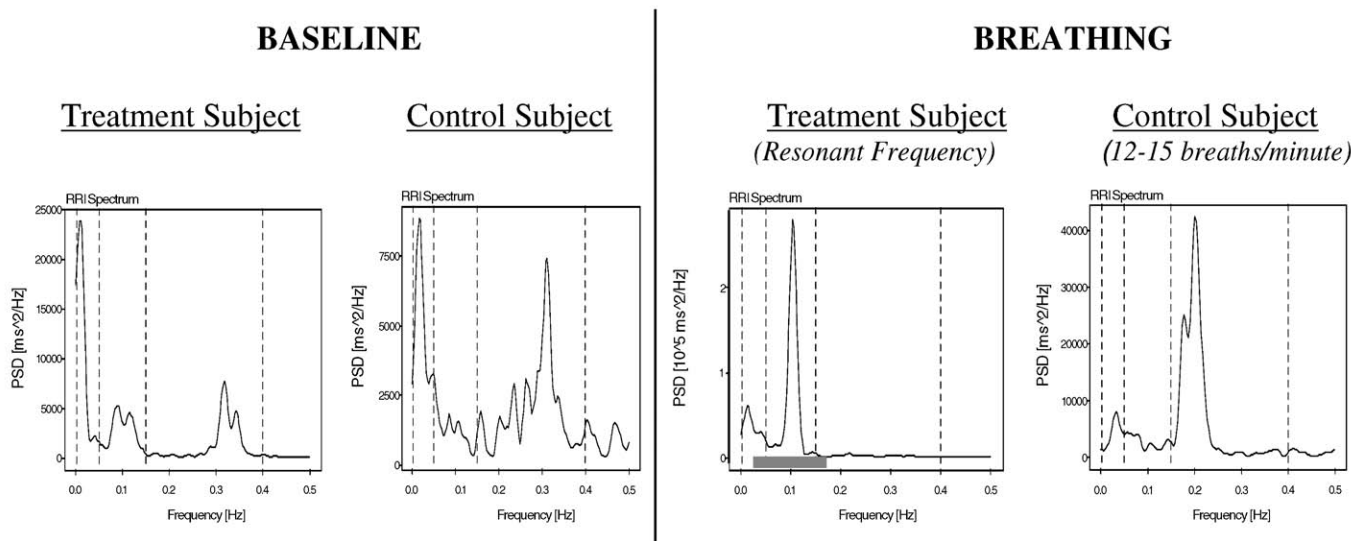 BASELINE
BREATHING
Treatment Subject
Control Subject
Treatment Subject
(Resonant Frequency)
Control Subject
(12-15 breaths/minute)
RRI Spectrum
PSD [ms^2/Hz]
25000
20000
15000
10000
5000
0
0.0 0.1 0.2 0.3 0.4 0.5
Frequency [Hz]
RRI Spectrum
PSD [ms^2/Hz]
7500
5000
2500
0
0.0 0.1 0.2 0.3 0.4 0.5
Frequency [Hz]
RRI Spectrum
PSD [10^5 ms^2/Hz]
2
1
0
0.0 0.1 0.2 0.3 0.4 0.5
Frequency [Hz]
RRI Spectrum
PSD [ms^2/Hz]
40000
30000
20000
10000
0
0.0 0.1 0.2 0.3 0.4 0.5
Frequency [Hz]